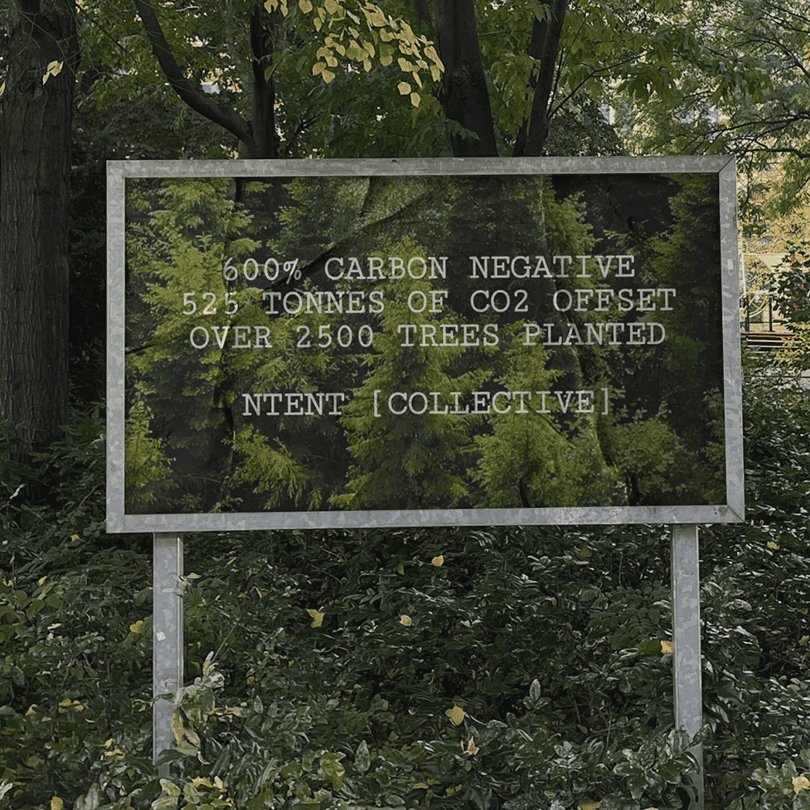 600% CARBON NEGATIVE
525 TONNES OF CO2 OFFSET
OVER 2500 TREES PLANTED
NTENT [COLLECTIVE]